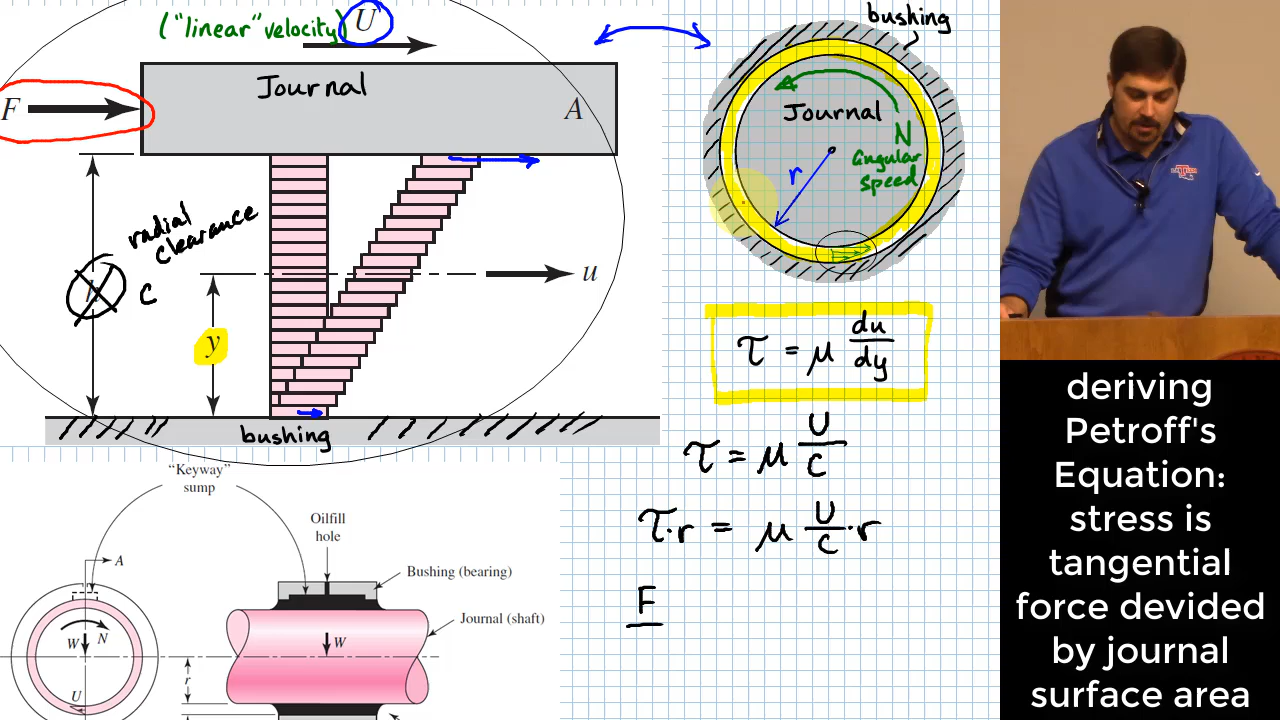 ("linear" velocity) U
F
Journal
A
radial
clearance
h
c
y
u
bushing
bushing
Journal
N
angular
speed
r
τ = μ du/dy
τ = μ U/c
τ·r = μ U/c ·r
F
"Keyway"
sump
Oilfill
hole
A
Bushing (bearing)
Journal (shaft)
W
N
W
r
U
deriving
Petroff's
Equation:
stress is
tangential
force devided
by journal
surface area